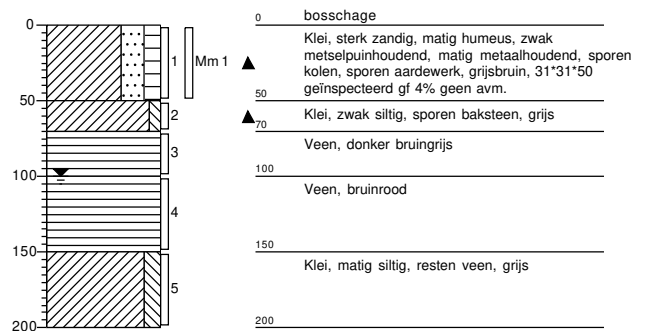 0
50
100
150
200
1
Mm 1
2
3
4
5
0 bosschage
Klei, sterk zandig, matig humeus, zwak
metselpuinhoudend, matig metaalhoudend, sporen
kolen, sporen aardewerk, grijsbruin, 31*31*50
geïnspecteerd gf 4% geen avm.
50
Klei, zwak siltig, sporen baksteen, grijs
70
Veen, donker bruingrijs
100
Veen, bruinrood
150
Klei, matig siltig, resten veen, grijs
200